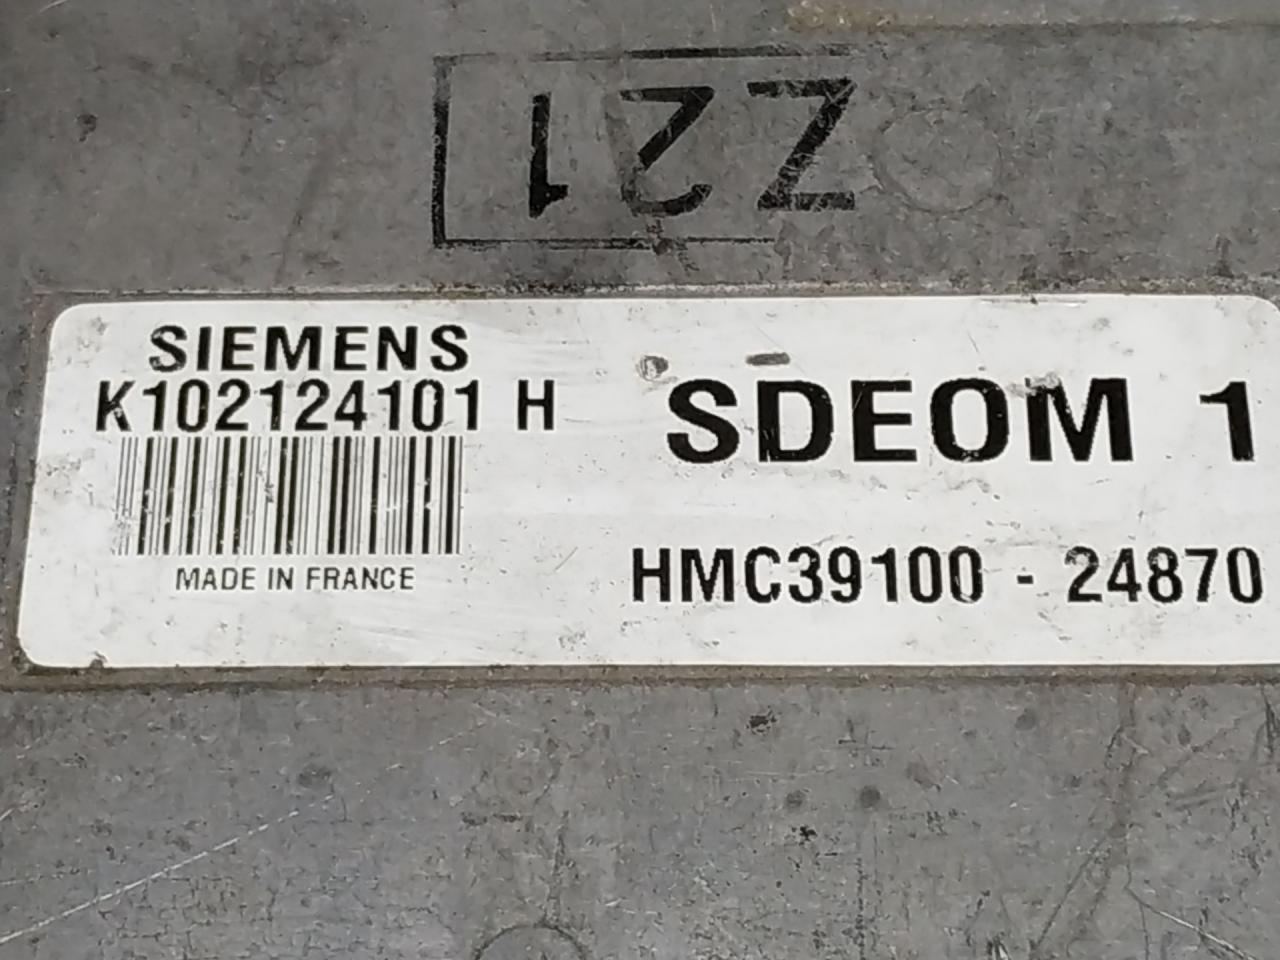 Z21
SIEMENS
K102124101 H
MADE IN FRANCE
SDEOM 1
HMC39100 - 24870